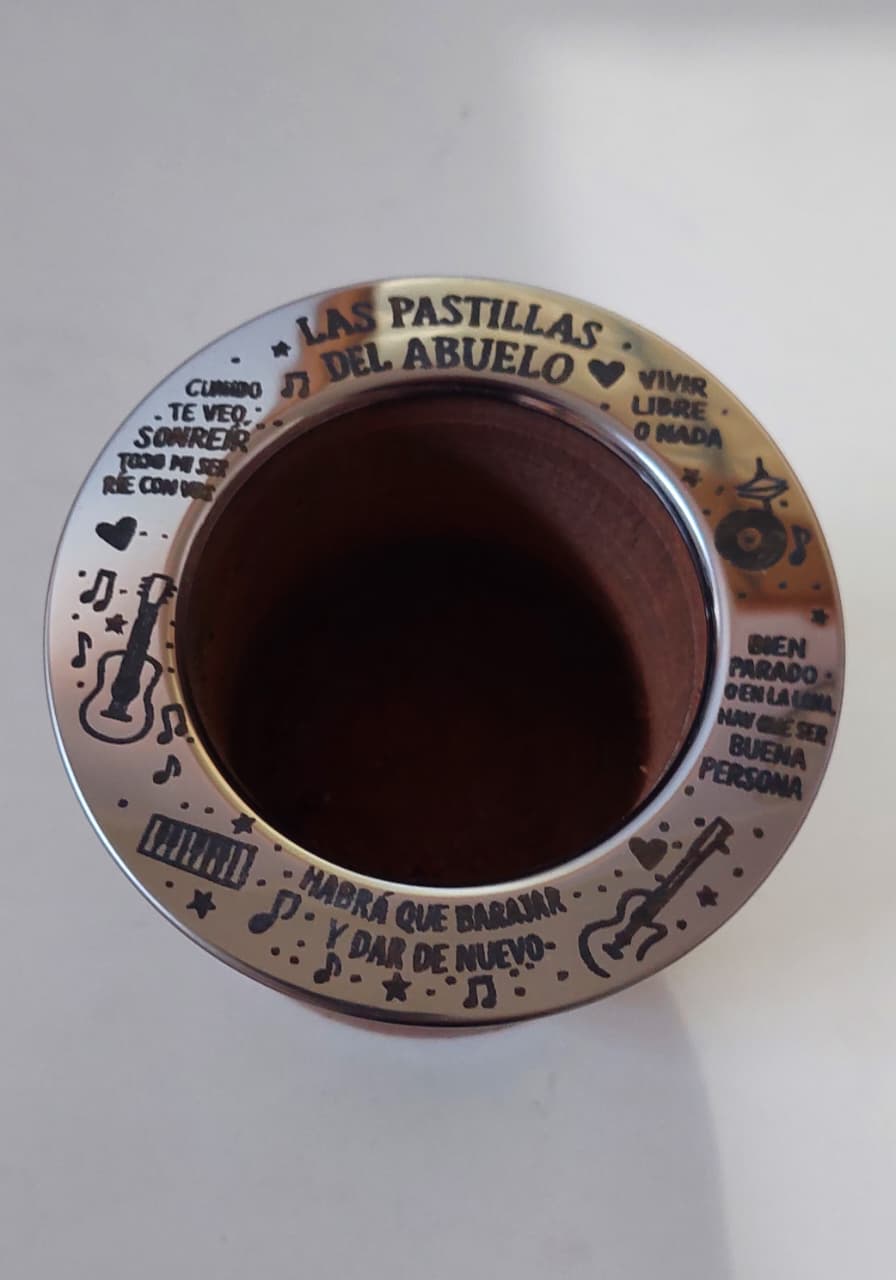 LAS PASTILLAS
DEL ABUELO
VIVIR
LIBRE
O NADA
BIEN
PARADO
O EN LA LONA,
HAY QUE SER
BUENA
PERSONA
HABRÁ QUE BARAJAR
Y DAR DE NUEVO
CUANDO
TE VEO
SONREÍR
TODO MI SER
RÍE CON VOS